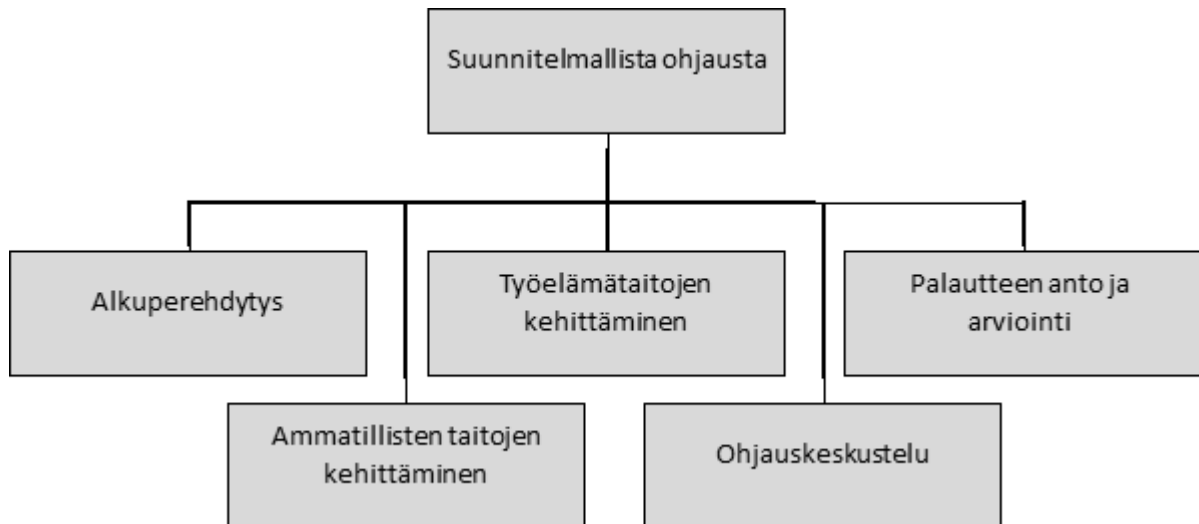 Suunnitelmallista ohjausta
Alkuperehdytys
Työelämätaitojen
kehittäminen
Palautteen anto ja
arviointi
Ammatillisten taitojen
kehittäminen
Ohjauskeskustelu